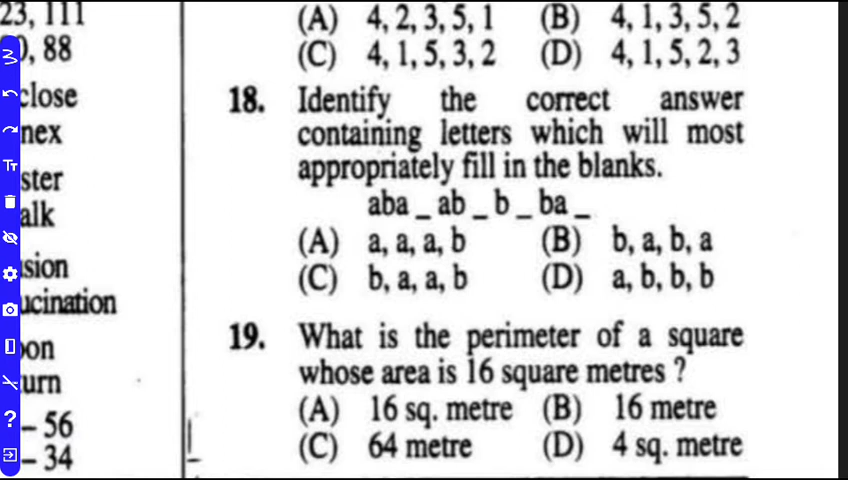 23, 111
0, 88
close
nex
ster
alk
sion
ucination
on
urn
– 56
– 34
(A) 4, 2, 3, 5, 1 (B) 4, 1, 3, 5, 2
(C) 4, 1, 5, 3, 2 (D) 4, 1, 5, 2, 3
18. Identify the correct answer
containing letters which will most
appropriately fill in the blanks.
aba _ ab _ b _ ba _
(A) a, a, a, b (B) b, a, b, a
(C) b, a, a, b (D) a, b, b, b
19. What is the perimeter of a square
whose area is 16 square metres ?
(A) 16 sq. metre (B) 16 metre
(C) 64 metre (D) 4 sq. metre